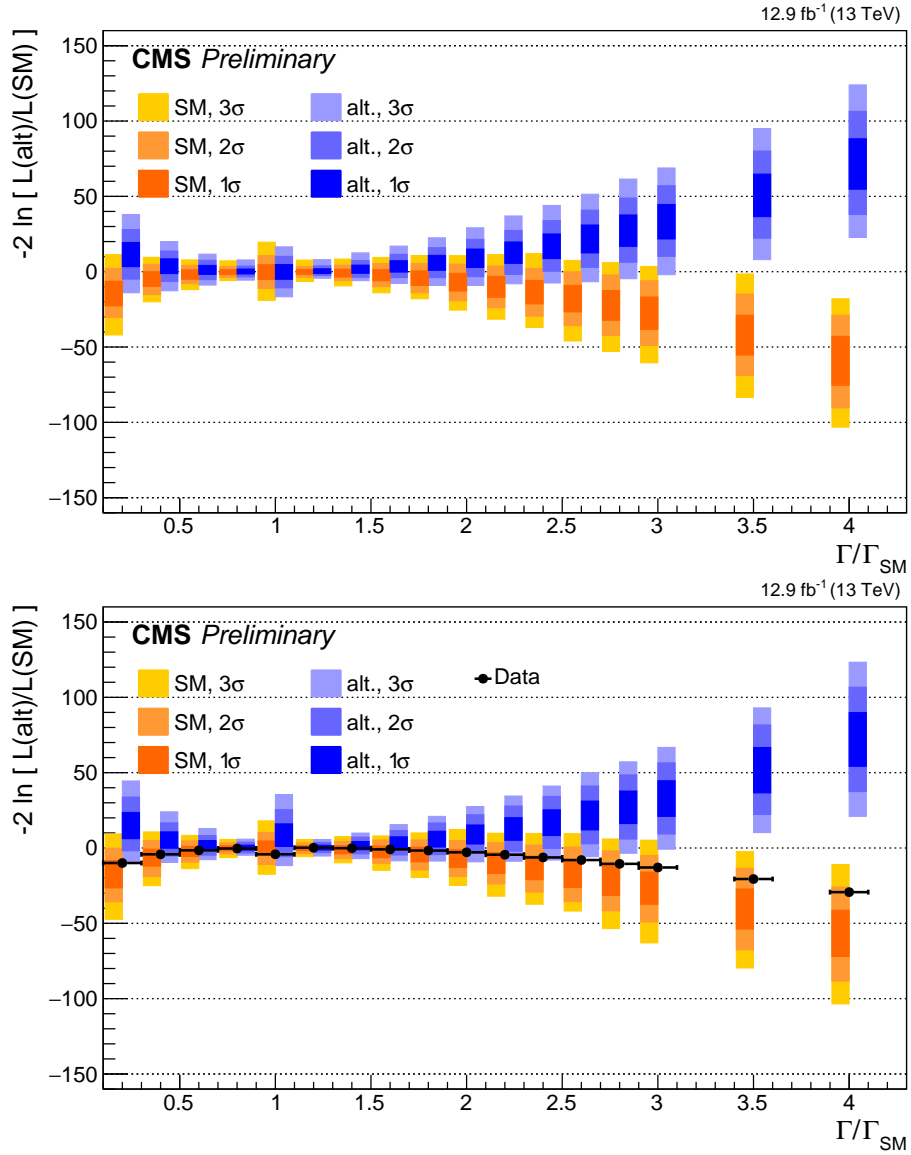 12.9 fb⁻¹ (13 TeV)
CMS Preliminary
-2 ln [ L(alt)/L(SM) ]
SM, 3σ alt., 3σ
SM, 2σ alt., 2σ
SM, 1σ alt., 1σ
150
100
50
0
−50
−100
−150
0.5 1 1.5 2 2.5 3 3.5 4
Γ/Γ_SM
12.9 fb⁻¹ (13 TeV)
CMS Preliminary
-2 ln [ L(alt)/L(SM) ]
SM, 3σ alt., 3σ Data
SM, 2σ alt., 2σ
SM, 1σ alt., 1σ
150
100
50
0
−50
−100
−150
0.5 1 1.5 2 2.5 3 3.5 4
Γ/Γ_SM